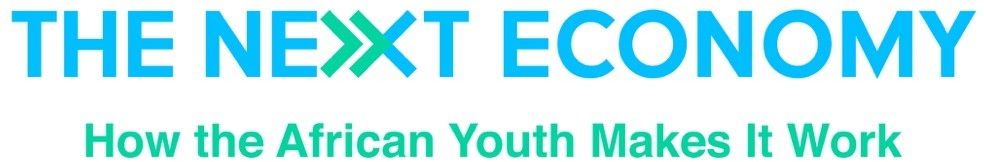 THE NEXT ECONOMY
How the African Youth Makes It Work